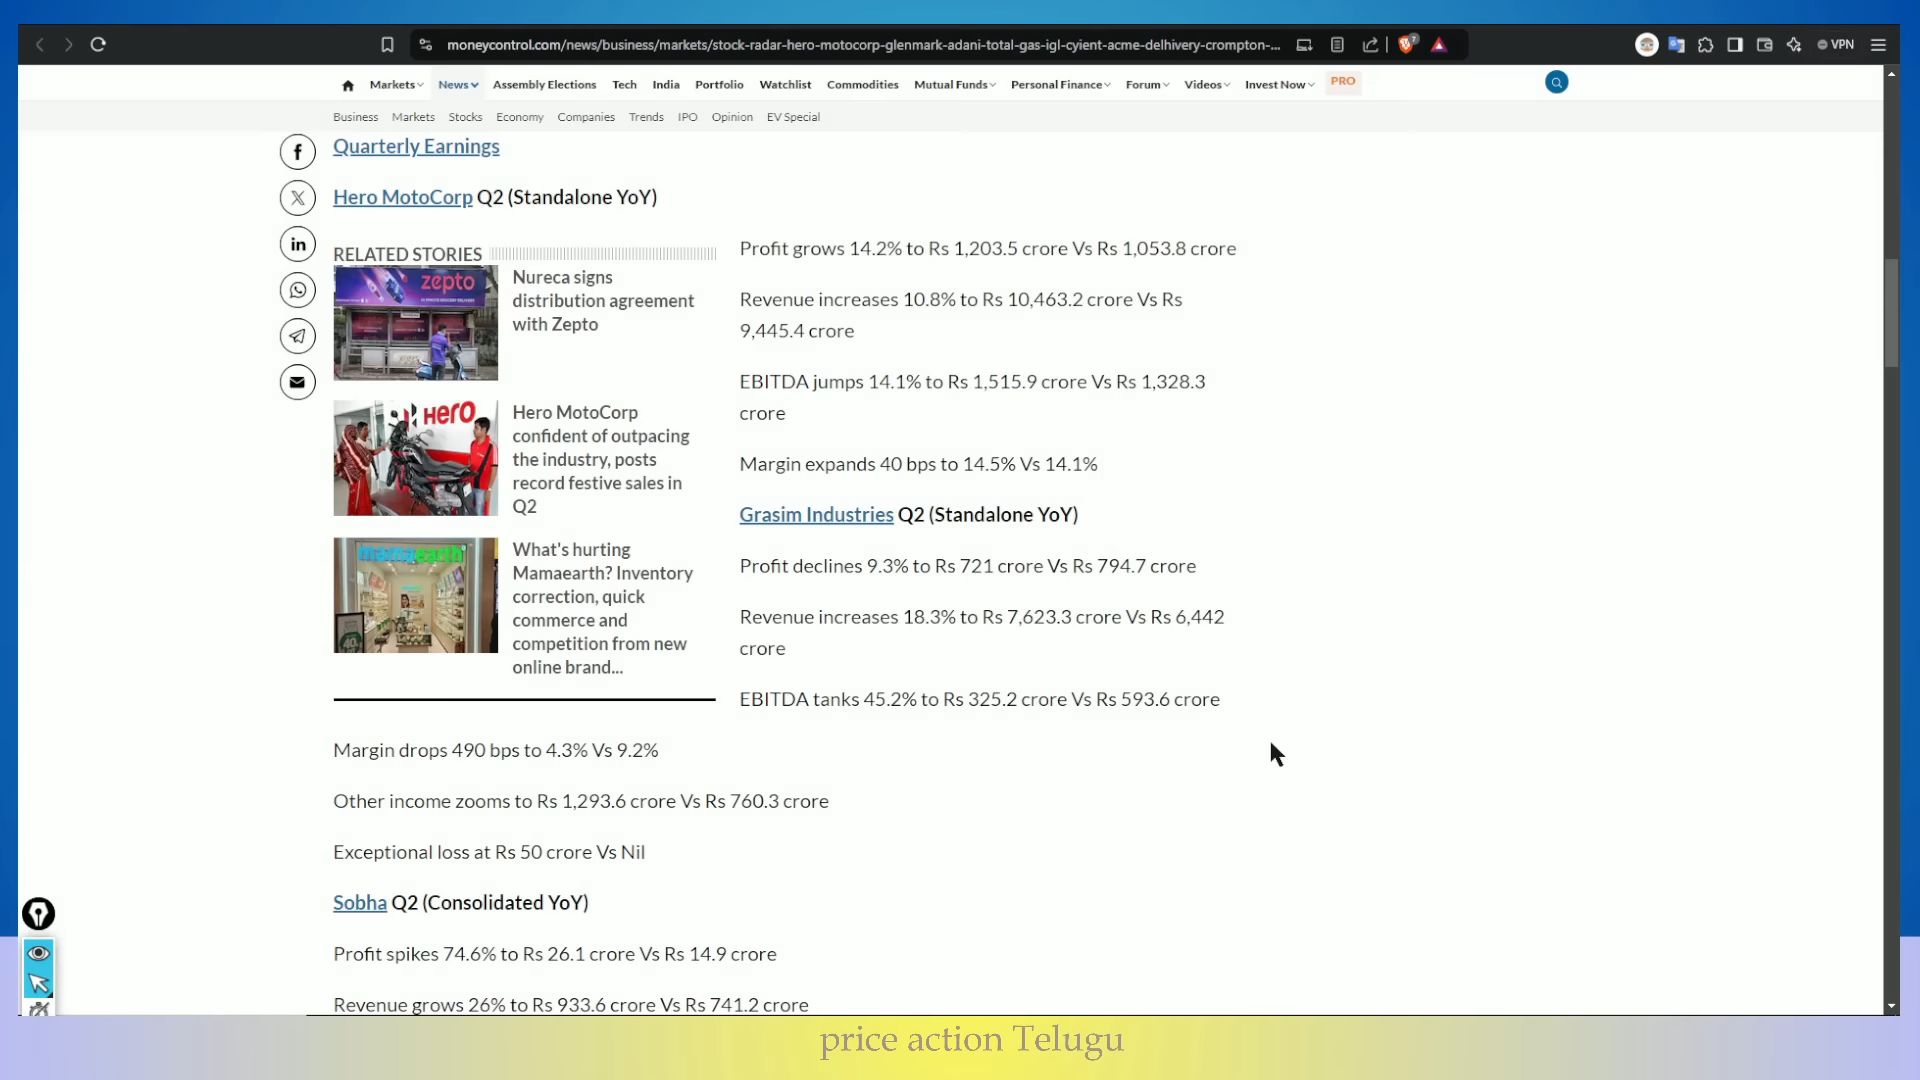 moneycontrol.com/news/business/markets/stock-radar-hero-motocorp-glenmark-adani-total-gas-igl-cyient-acme-delhivery-crompton-...
VPN
Markets News Assembly Elections Tech India Portfolio Watchlist Commodities Mutual Funds Personal Finance Forum Videos Invest Now PRO
Business Markets Stocks Economy Companies Trends IPO Opinion EV Special
Quarterly Earnings
Hero MotoCorp Q2 (Standalone YoY)
RELATED STORIES
zepto
Nureca signs
distribution agreement
with Zepto
HERO
Hero MotoCorp
confident of outpacing
the industry, posts
record festive sales in
Q2
mamaearth
What's hurting
Mamaearth? Inventory
correction, quick
commerce and
competition from new
online brand...
Profit grows 14.2% to Rs 1,203.5 crore Vs Rs 1,053.8 crore
Revenue increases 10.8% to Rs 10,463.2 crore Vs Rs
9,445.4 crore
EBITDA jumps 14.1% to Rs 1,515.9 crore Vs Rs 1,328.3
crore
Margin expands 40 bps to 14.5% Vs 14.1%
Grasim Industries Q2 (Standalone YoY)
Profit declines 9.3% to Rs 721 crore Vs Rs 794.7 crore
Revenue increases 18.3% to Rs 7,623.3 crore Vs Rs 6,442
crore
EBITDA tanks 45.2% to Rs 325.2 crore Vs Rs 593.6 crore
Margin drops 490 bps to 4.3% Vs 9.2%
Other income zooms to Rs 1,293.6 crore Vs Rs 760.3 crore
Exceptional loss at Rs 50 crore Vs Nil
Sobha Q2 (Consolidated YoY)
Profit spikes 74.6% to Rs 26.1 crore Vs Rs 14.9 crore
Revenue grows 26% to Rs 933.6 crore Vs Rs 741.2 crore
price action Telugu